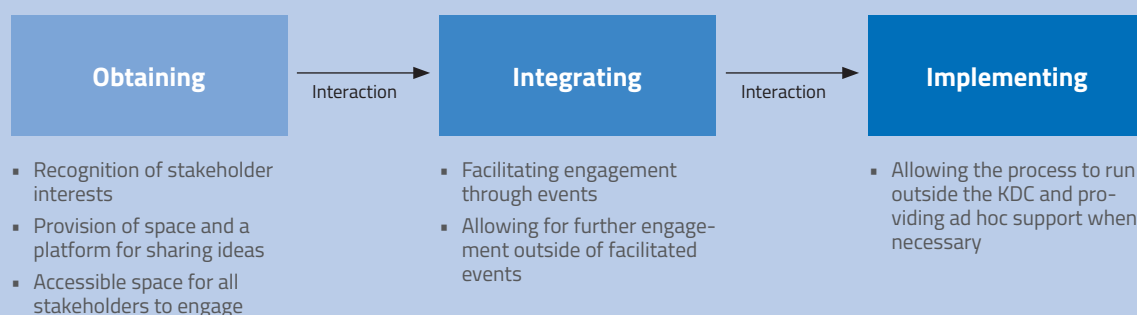 Obtaining
Interaction
Integrating
Interaction
Implementing
▪ Recognition of stakeholder
interests
▪ Provision of space and a
platform for sharing ideas
▪ Accessible space for all
stakeholders to engage
▪ Facilitating engagement
through events
▪ Allowing for further engage-
ment outside of facilitated
events
▪ Allowing the process to run
outside the KDC and pro-
viding ad hoc support when
necessary